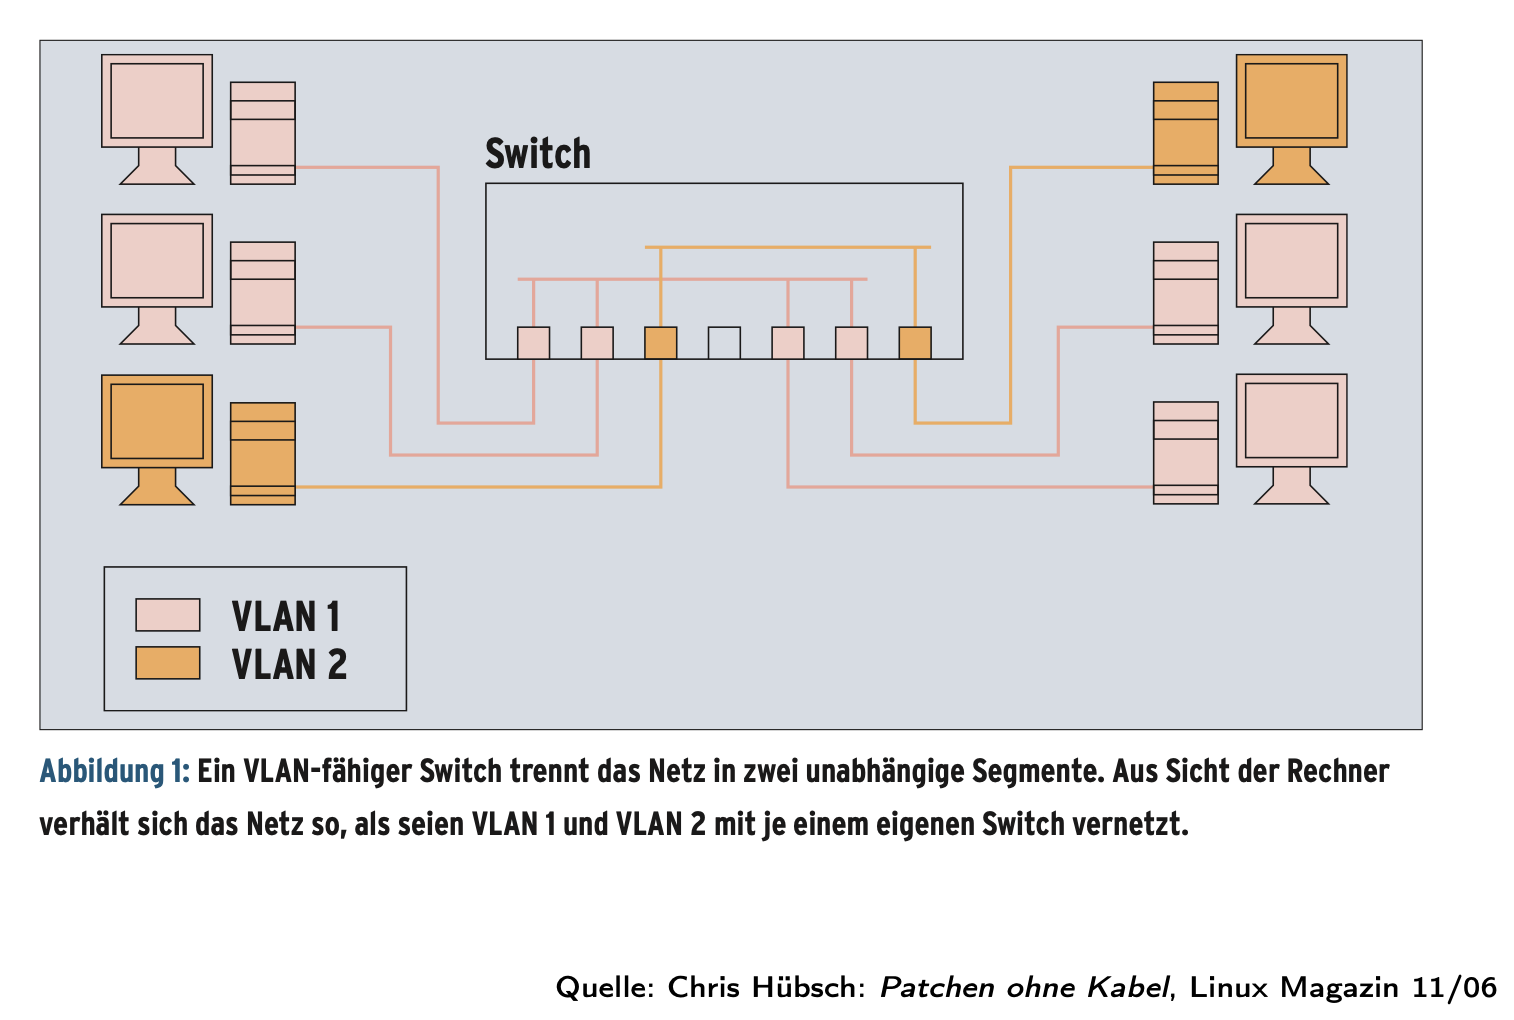 Switch
VLAN 1
VLAN 2
Abbildung 1: Ein VLAN-fähiger Switch trennt das Netz in zwei unabhängige Segmente. Aus Sicht der Rechner
verhält sich das Netz so, als seien VLAN 1 und VLAN 2 mit je einem eigenen Switch vernetzt.
Quelle: Chris Hübsch: Patchen ohne Kabel, Linux Magazin 11/06